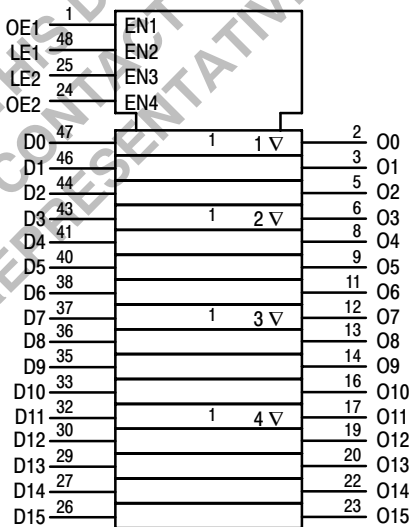 THIS D
CONTACT
REPRESENTATIVE
OE1 1 EN1
LE1 48 EN2
LE2 25 EN3
OE2 24 EN4
D0 47 1 1 ∇ 2 O0
D1 46 3 O1
D2 44 5 O2
D3 43 1 2 ∇ 6 O3
D4 41 8 O4
D5 40 9 O5
D6 38 11 O6
D7 37 1 3 ∇ 12 O7
D8 36 13 O8
D9 35 14 O9
D10 33 16 O10
D11 32 1 4 ∇ 17 O11
D12 30 19 O12
D13 29 20 O13
D14 27 22 O14
D15 26 23 O15